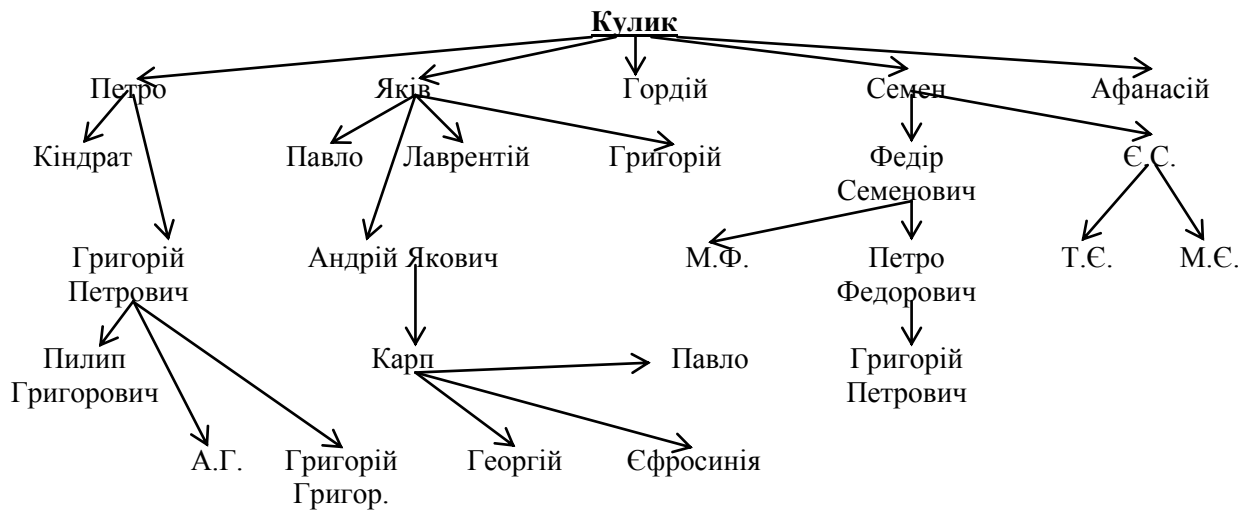 Кулик
Петро Яків Гордій Семен Афанасій
Кіндрат Павло Лаврентій Григорій Федір Є.С.
Семенович
Григорій Андрій Якович М.Ф. Петро Т.Є. М.Є.
Петрович Федорович
Пилип Карп Павло Григорій
Григорович Петрович
А.Г. Григорій Георгій Єфросинія
Григор.